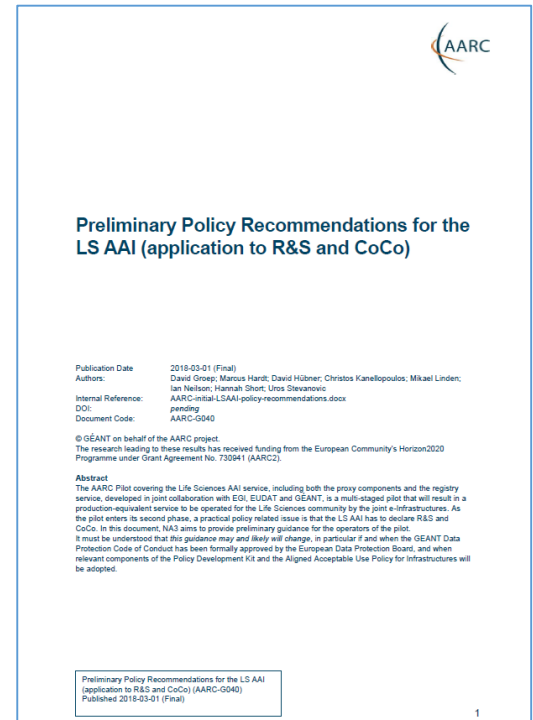 AARC
Preliminary Policy Recommendations for the
LS AAI (application to R&S and CoCo)
Publication Date 2018-03-01 (Final)
Authors: David Groep; Marcus Hardt; David Hübner; Christos Kanellopoulos; Mikael Linden;
Ian Neilson; Hannah Short; Uros Stevanovic
Internal Reference: AARC-initial-LSAAI-policy-recommendations.docx
DOI: pending
Document Code: AARC-G040
© GÉANT on behalf of the AARC project.
The research leading to these results has received funding from the European Community's Horizon2020
Programme under Grant Agreement No. 730941 (AARC2).
Abstract
The AARC Pilot covering the Life Sciences AAI service, including both the proxy components and the registry
service, developed in joint collaboration with EGI, EUDAT and GÉANT, is a multi-staged pilot that will result in a
production-equivalent service to be operated for the Life Sciences community by the joint e-Infrastructures. As
the pilot enters its second phase, a practical policy related issue is that the LS AAI has to declare R&S and
CoCo. In this document, NA3 aims to provide preliminary guidance for the operators of the pilot.
It must be understood that this guidance may and likely will change, in particular if and when the GEANT Data
Protection Code of Conduct has been formally approved by the European Data Protection Board, and when
relevant components of the Policy Development Kit and the Aligned Acceptable Use Policy for Infrastructures will
be adopted.
Preliminary Policy Recommendations for the LS AAI
(application to R&S and CoCo) (AARC-G040)
Published 2018-03-01 (Final)
1